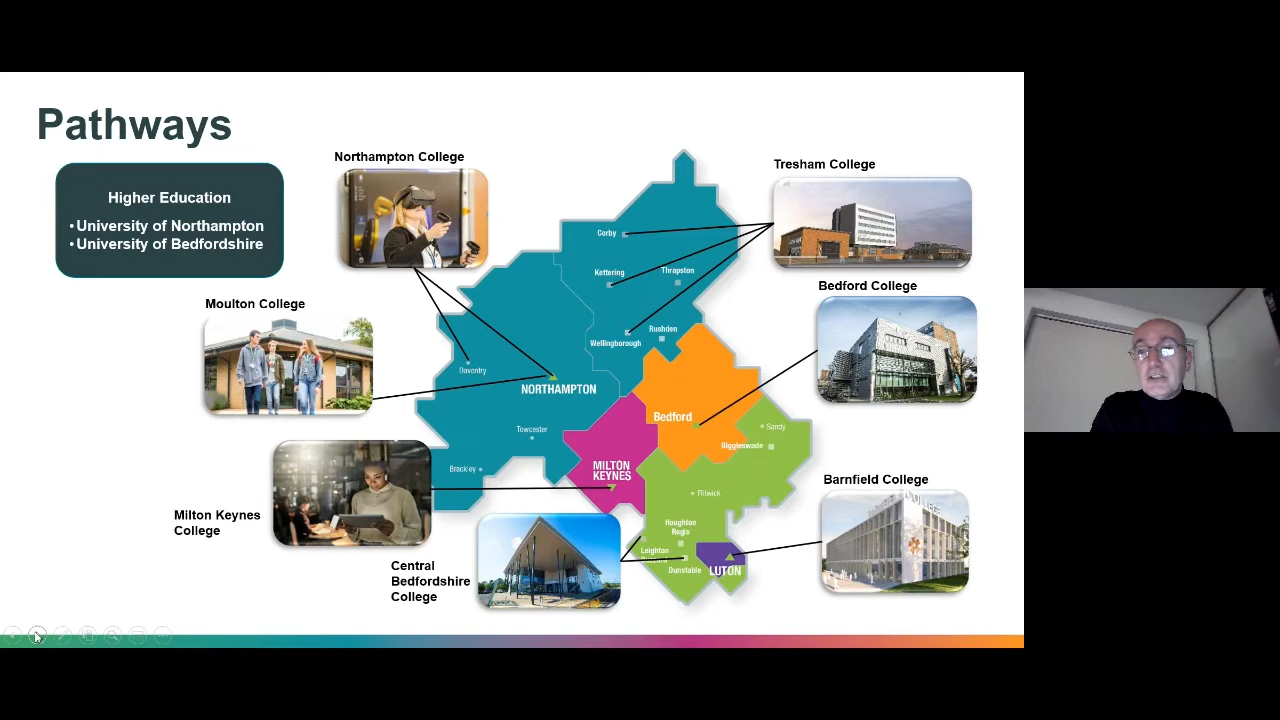 Pathways
Higher Education
• University of Northampton
• University of Bedfordshire
Northampton College
Tresham College
Bedford College
Moulton College
Barnfield College
Milton Keynes
College
Central
Bedfordshire
College
Corby
Kettering
Thrapston
Wellingborough
Rushden
Daventry
NORTHAMPTON
Towcester
Brackley
Bedford
Sandy
Biggleswade
MILTON
KEYNES
Flitwick
Houghton
Regis
Leighton
Dunstable
LUTON
COLLEGE